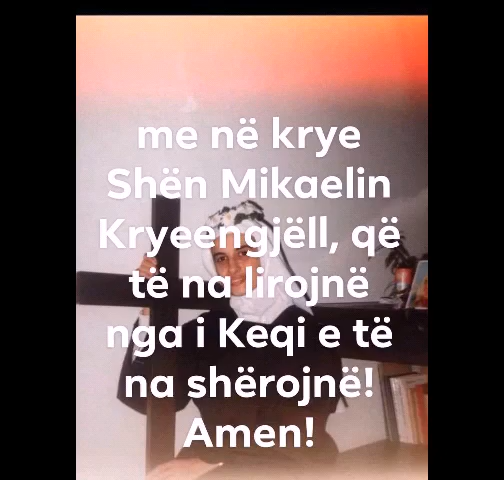 me në krye
Shën Mikaelin
Kryeengjëll, që
të na lirojnë
nga i Keqi e të
na shërojnë!
Amen!